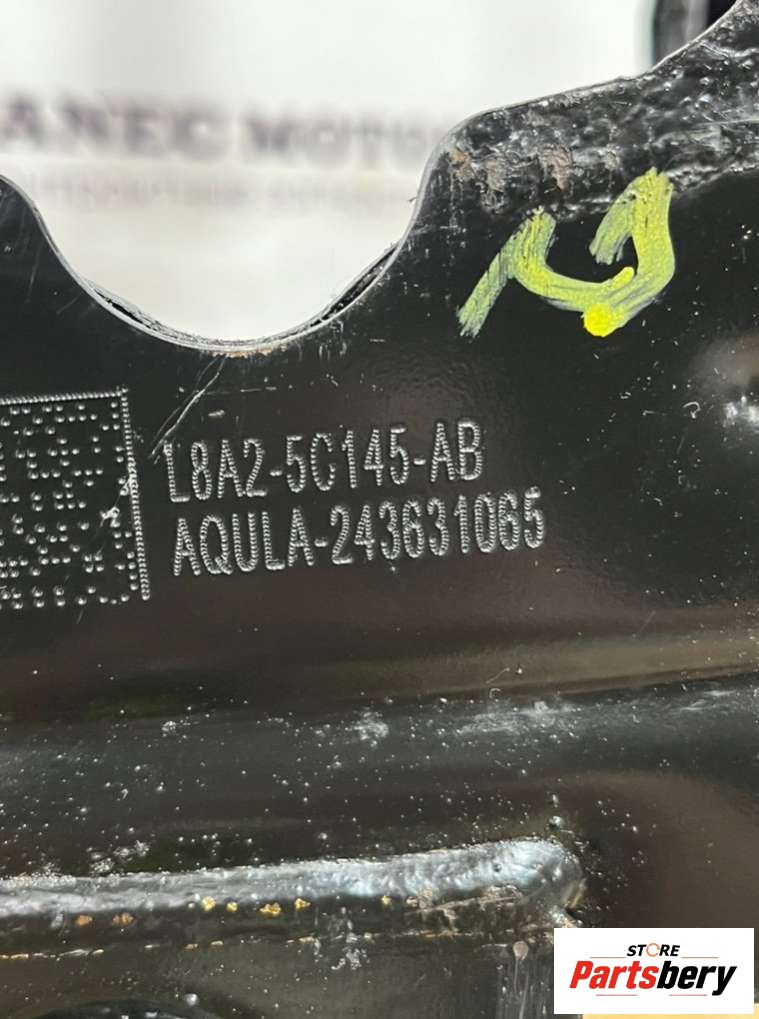 L8A2-5C145-AB
AQULA-243631065
STORE
Partsbery